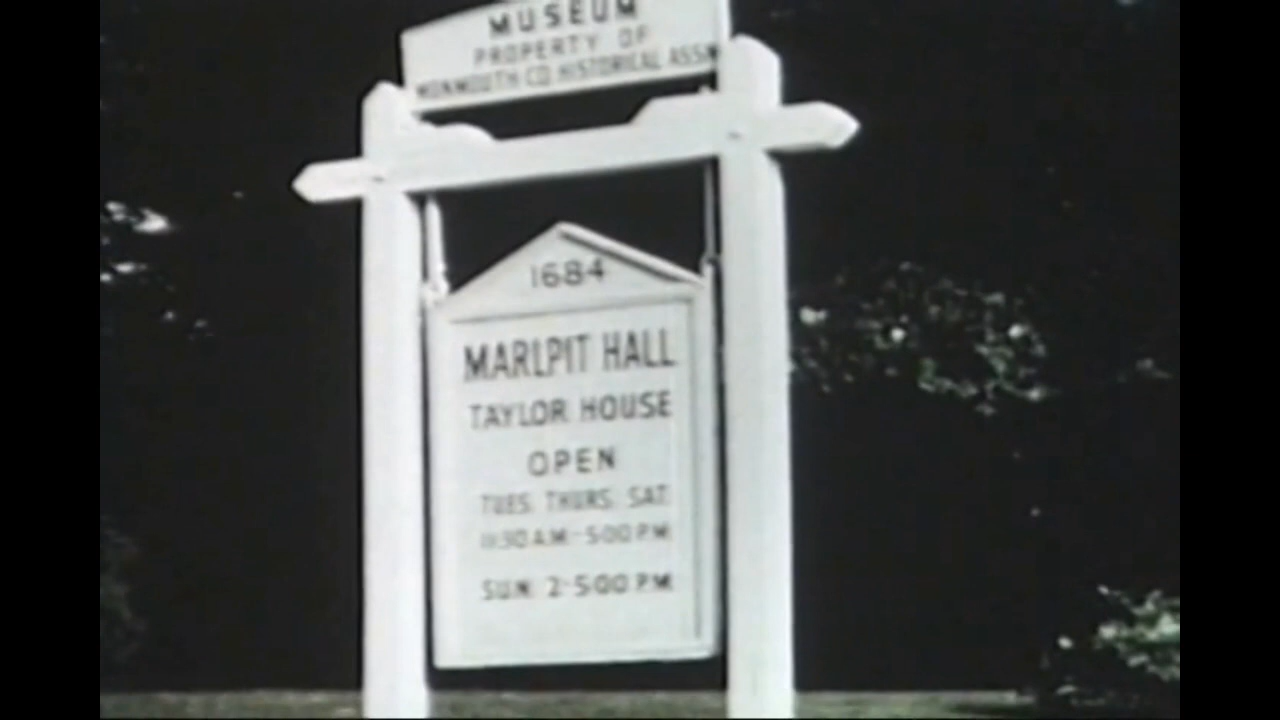 MUSEUM
PROPERTY OF
MONMOUTH CO. HISTORICAL ASSN
1684
MARLPIT HALL
TAYLOR HOUSE
OPEN
TUES. THURS. SAT.
11:30 A.M.-5:00 P.M.
SUN. 2-5:00 P.M.